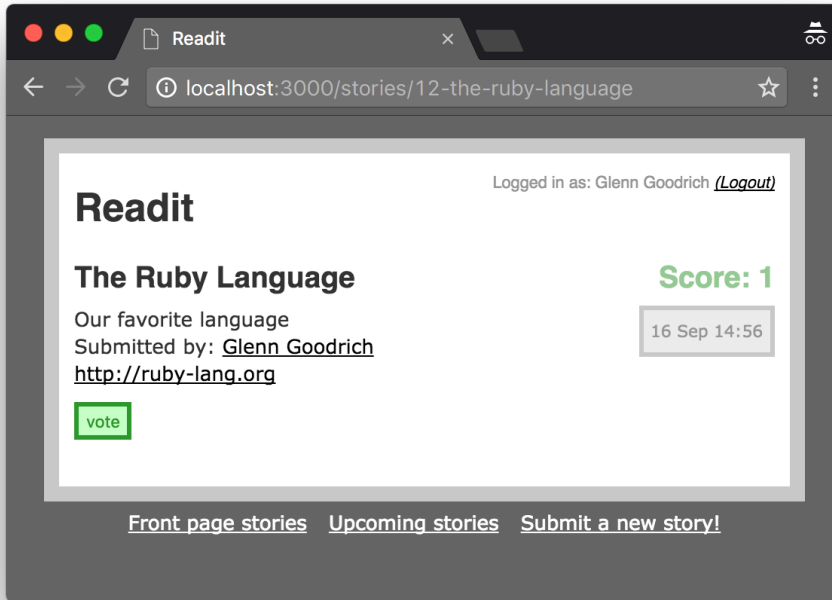 Readit
localhost:3000/stories/12-the-ruby-language
Logged in as: Glenn Goodrich (Logout)
Readit
The Ruby Language
Score: 1
Our favorite language
16 Sep 14:56
Submitted by: Glenn Goodrich
http://ruby-lang.org
vote
Front page stories Upcoming stories Submit a new story!